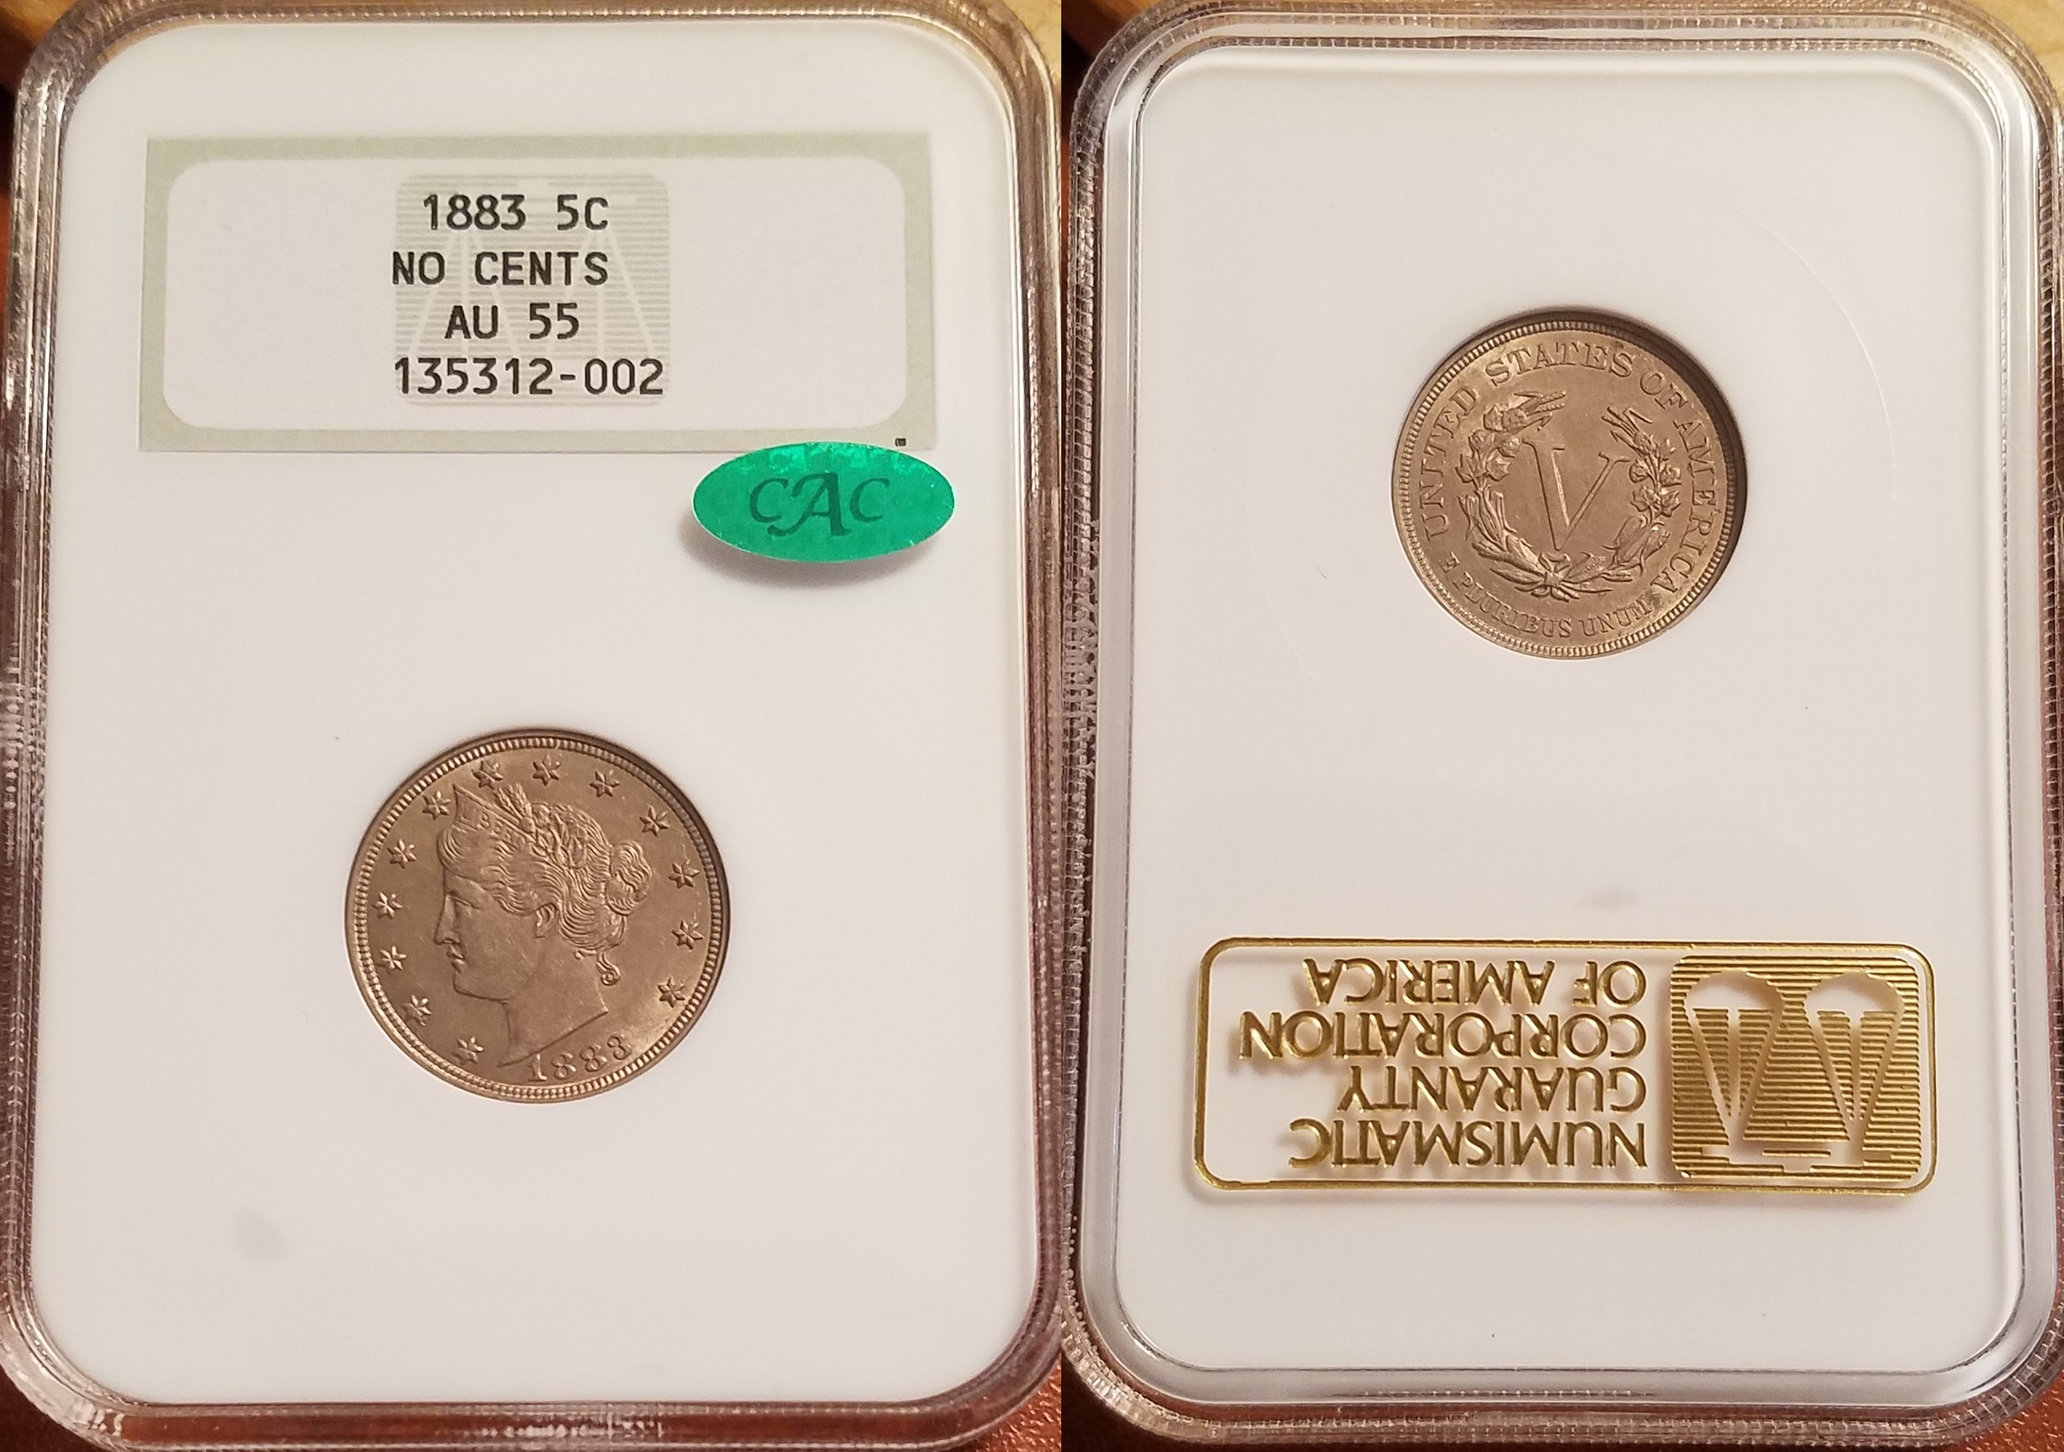 1883 5C
NO CENTS
AU 55
135312-002
CAC
LIBERTY
1883
UNITED STATES OF AMERICA
V
E PLURIBUS UNUM
NUMISMATIC
GUARANTY
CORPORATION
OF AMERICA